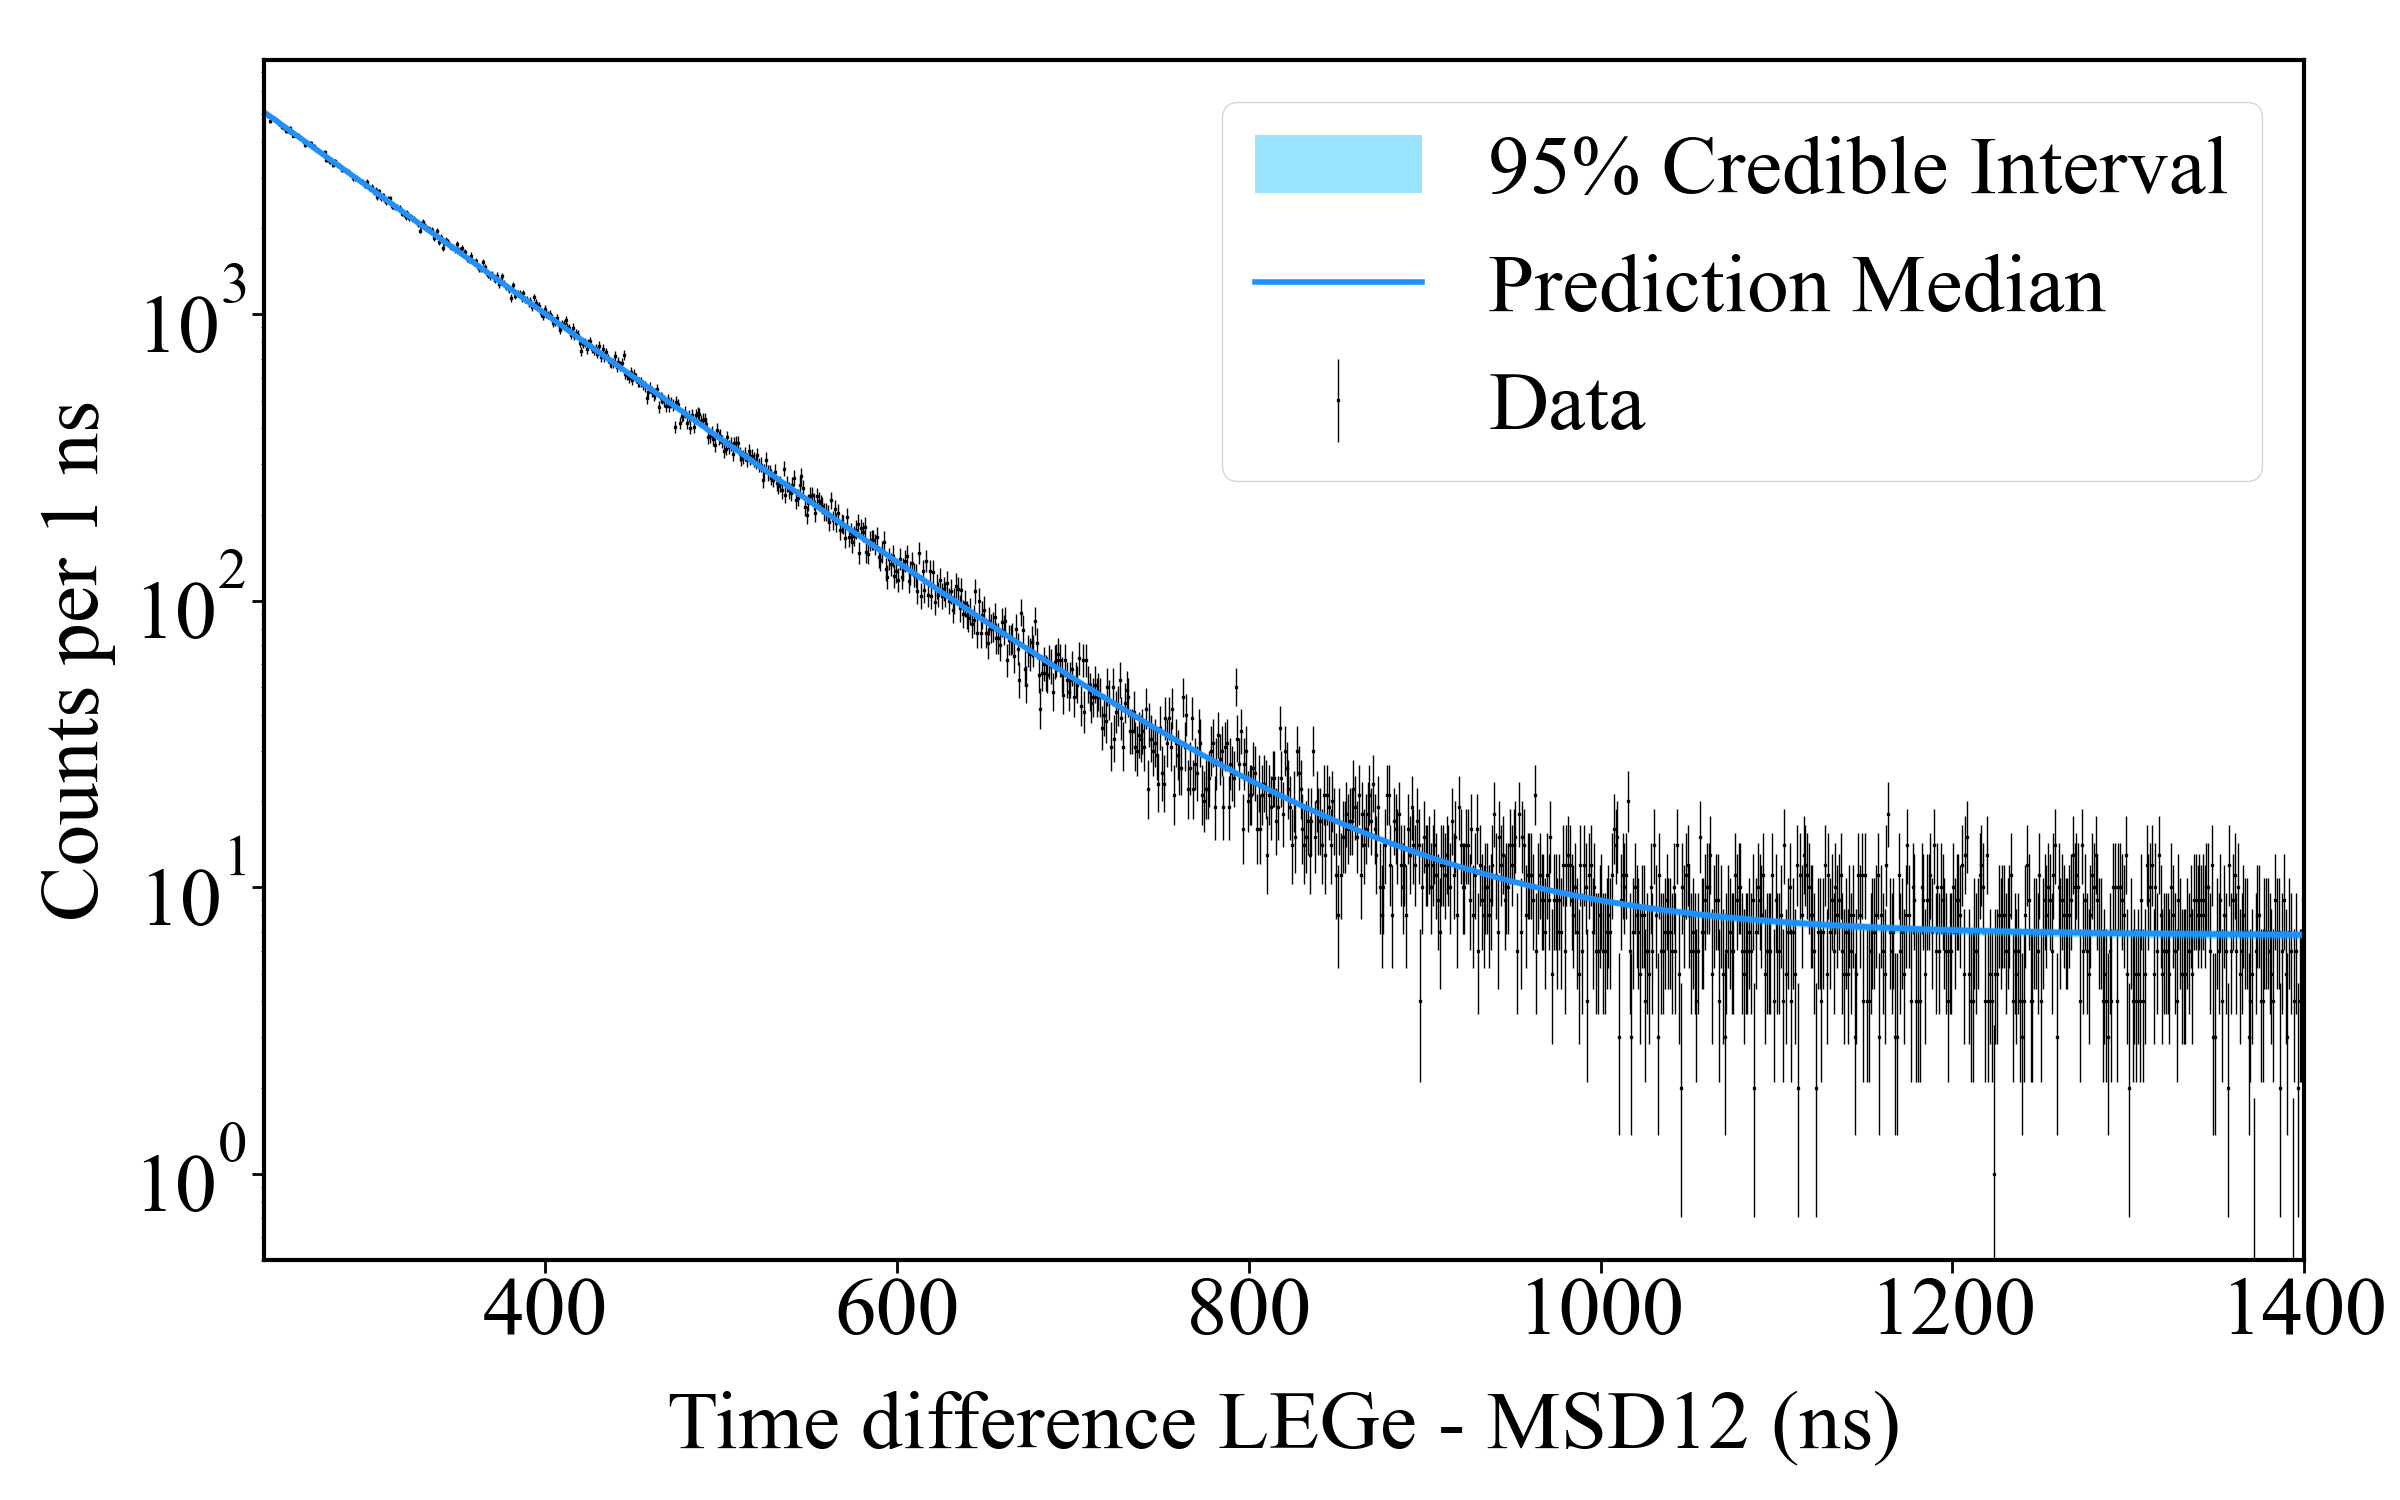 95% Credible Interval
Prediction Median
Data
Counts per 1 ns
10^3
10^2
10^1
10^0
400 600 800 1000 1200 1400
Time difference LEGe - MSD12 (ns)